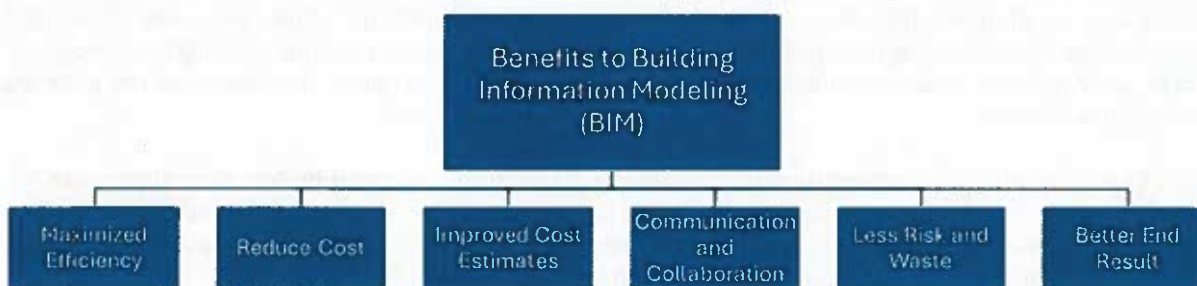 Benefits to Building
Information Modeling
(BIM)
Maximized
Efficiency
Reduce Cost
Improved Cost
Estimates
Communication
and
Collaboration
Less Risk and
Waste
Better End
Result